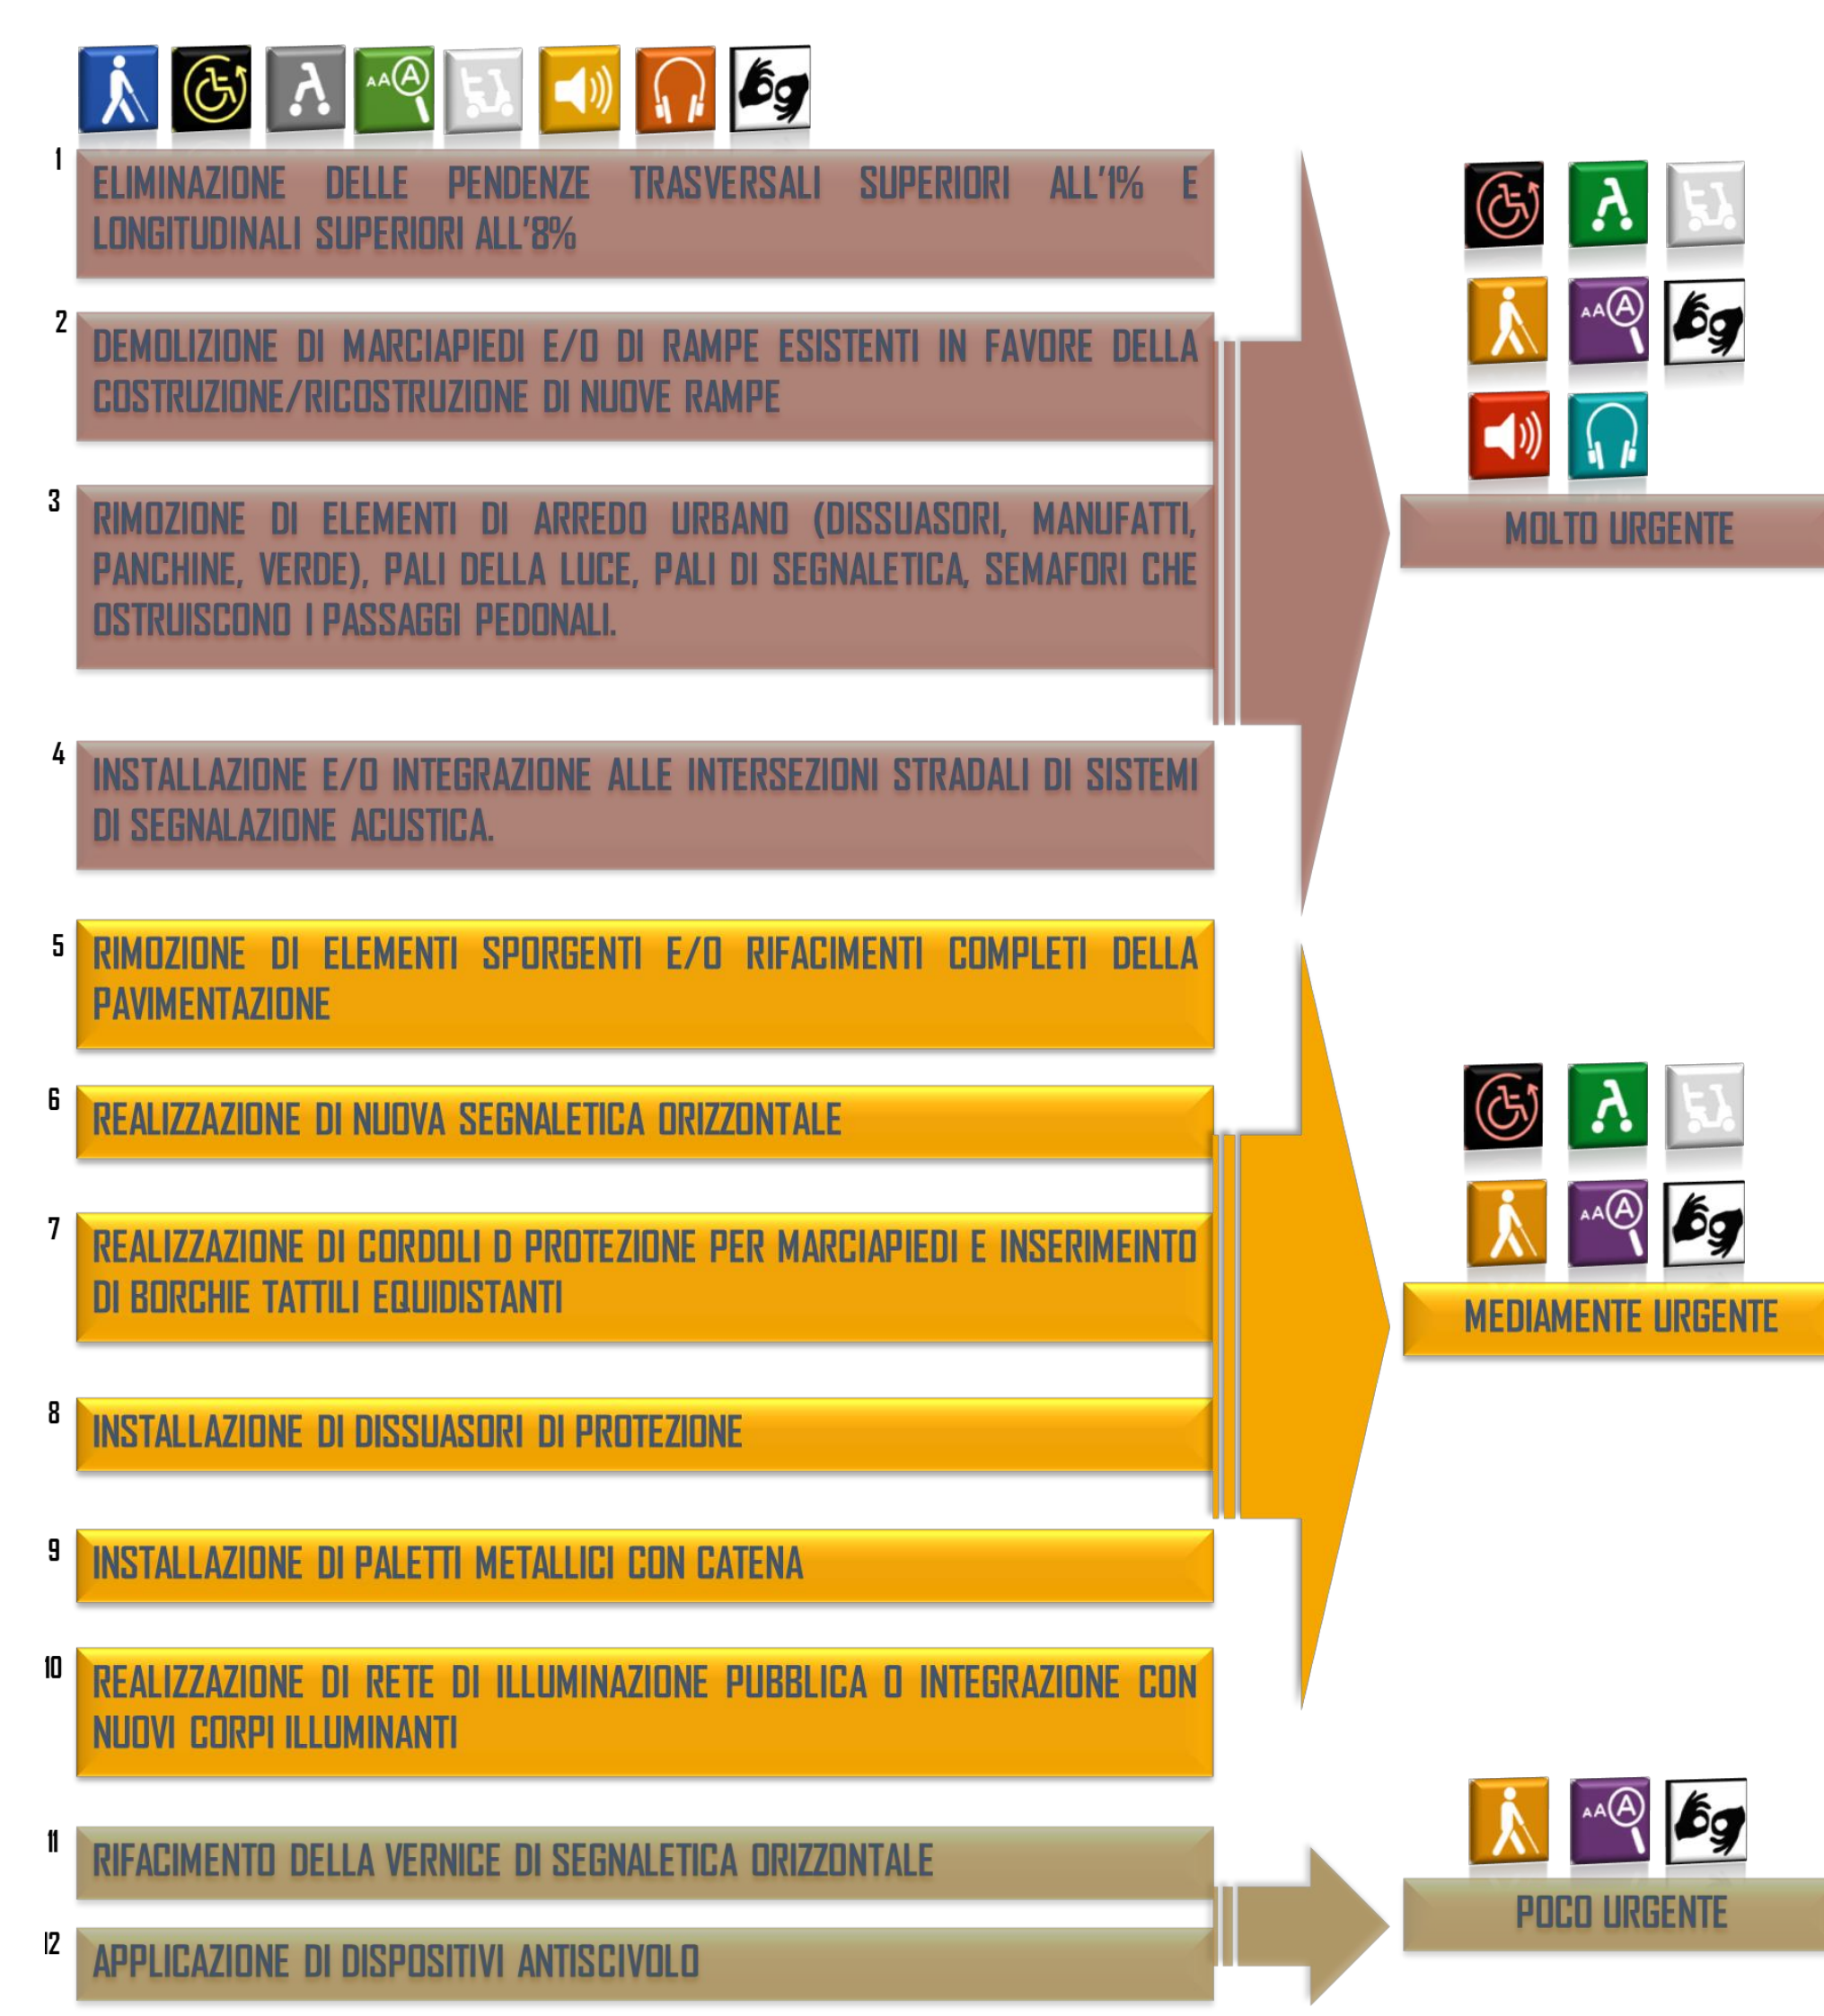 AAA
1
ELIMINAZIONE DELLE PENDENZE TRASVERSALI SUPERIORI ALL'1% E
LONGITUDINALI SUPERIORI ALL'8%
2
DEMOLIZIONE DI MARCIAPIEDI E/O DI RAMPE ESISTENTI IN FAVORE DELLA
COSTRUZIONE/RICOSTRUZIONE DI NUOVE RAMPE
3
RIMOZIONE DI ELEMENTI DI ARREDO URBANO (DISSUASORI, MANUFATTI,
PANCHINE, VERDE), PALI DELLA LUCE, PALI DI SEGNALETICA, SEMAFORI CHE
OSTRUISCONO I PASSAGGI PEDONALI.
4
INSTALLAZIONE E/O INTEGRAZIONE ALLE INTERSEZIONI STRADALI DI SISTEMI
DI SEGNALAZIONE ACUSTICA.
AAA
MOLTO URGENTE
5
RIMOZIONE DI ELEMENTI SPORGENTI E/O RIFACIMENTI COMPLETI DELLA
PAVIMENTAZIONE
6
REALIZZAZIONE DI NUOVA SEGNALETICA ORIZZONTALE
7
REALIZZAZIONE DI CORDOLI D PROTEZIONE PER MARCIAPIEDI E INSERIMEINTO
DI BORCHIE TATTILI EQUIDISTANTI
8
INSTALLAZIONE DI DISSUASORI DI PROTEZIONE
9
INSTALLAZIONE DI PALETTI METALLICI CON CATENA
10
REALIZZAZIONE DI RETE DI ILLUMINAZIONE PUBBLICA O INTEGRAZIONE CON
NUOVI CORPI ILLUMINANTI
AAA
MEDIAMENTE URGENTE
11
RIFACIMENTO DELLA VERNICE DI SEGNALETICA ORIZZONTALE
12
APPLICAZIONE DI DISPOSITIVI ANTISCIVOLO
AAA
POCO URGENTE